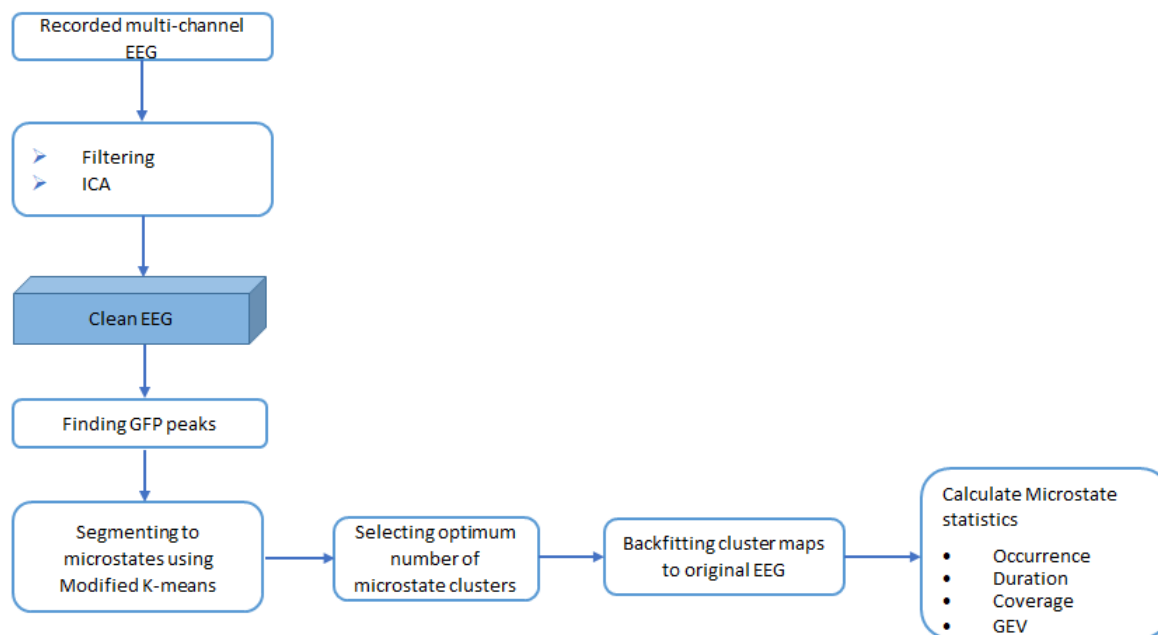 Recorded multi-channel
EEG
Filtering
ICA
Clean EEG
Finding GFP peaks
Segmenting to
microstates using
Modified K-means
Selecting optimum
number of
microstate clusters
Backfitting cluster maps
to original EEG
Calculate Microstate
statistics
• Occurrence
• Duration
• Coverage
• GEV